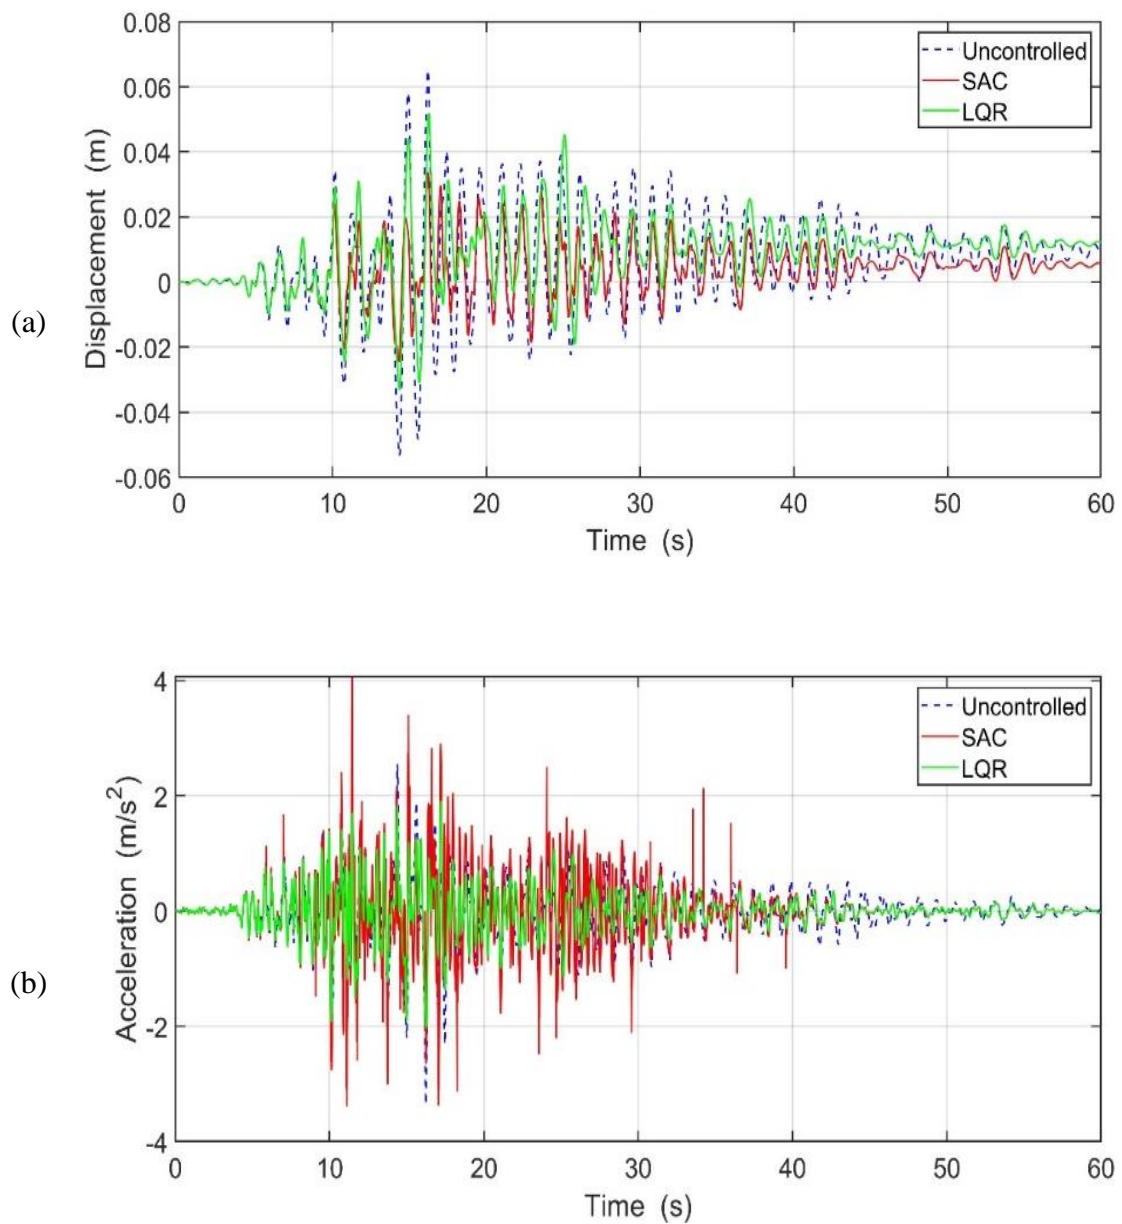 0.08
0.06
0.04
0.02
0
-0.02
-0.04
-0.06
Displacement (m)
(a)
Uncontrolled
SAC
LQR
0 10 20 30 40 50 60
Time (s)
4
2
0
-2
-4
Acceleration (m/s²)
(b)
Uncontrolled
SAC
LQR
0 10 20 30 40 50 60
Time (s)